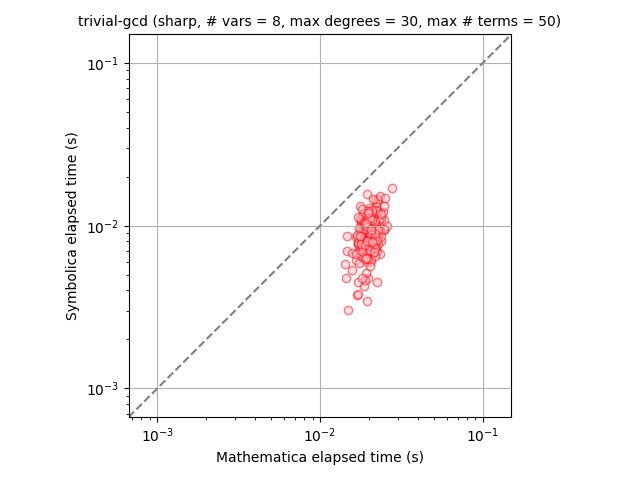 trivial-gcd (sharp, # vars = 8, max degrees = 30, max # terms = 50)
10⁻¹
10⁻²
10⁻³
Symbolica elapsed time (s)
10⁻³
10⁻²
10⁻¹
Mathematica elapsed time (s)